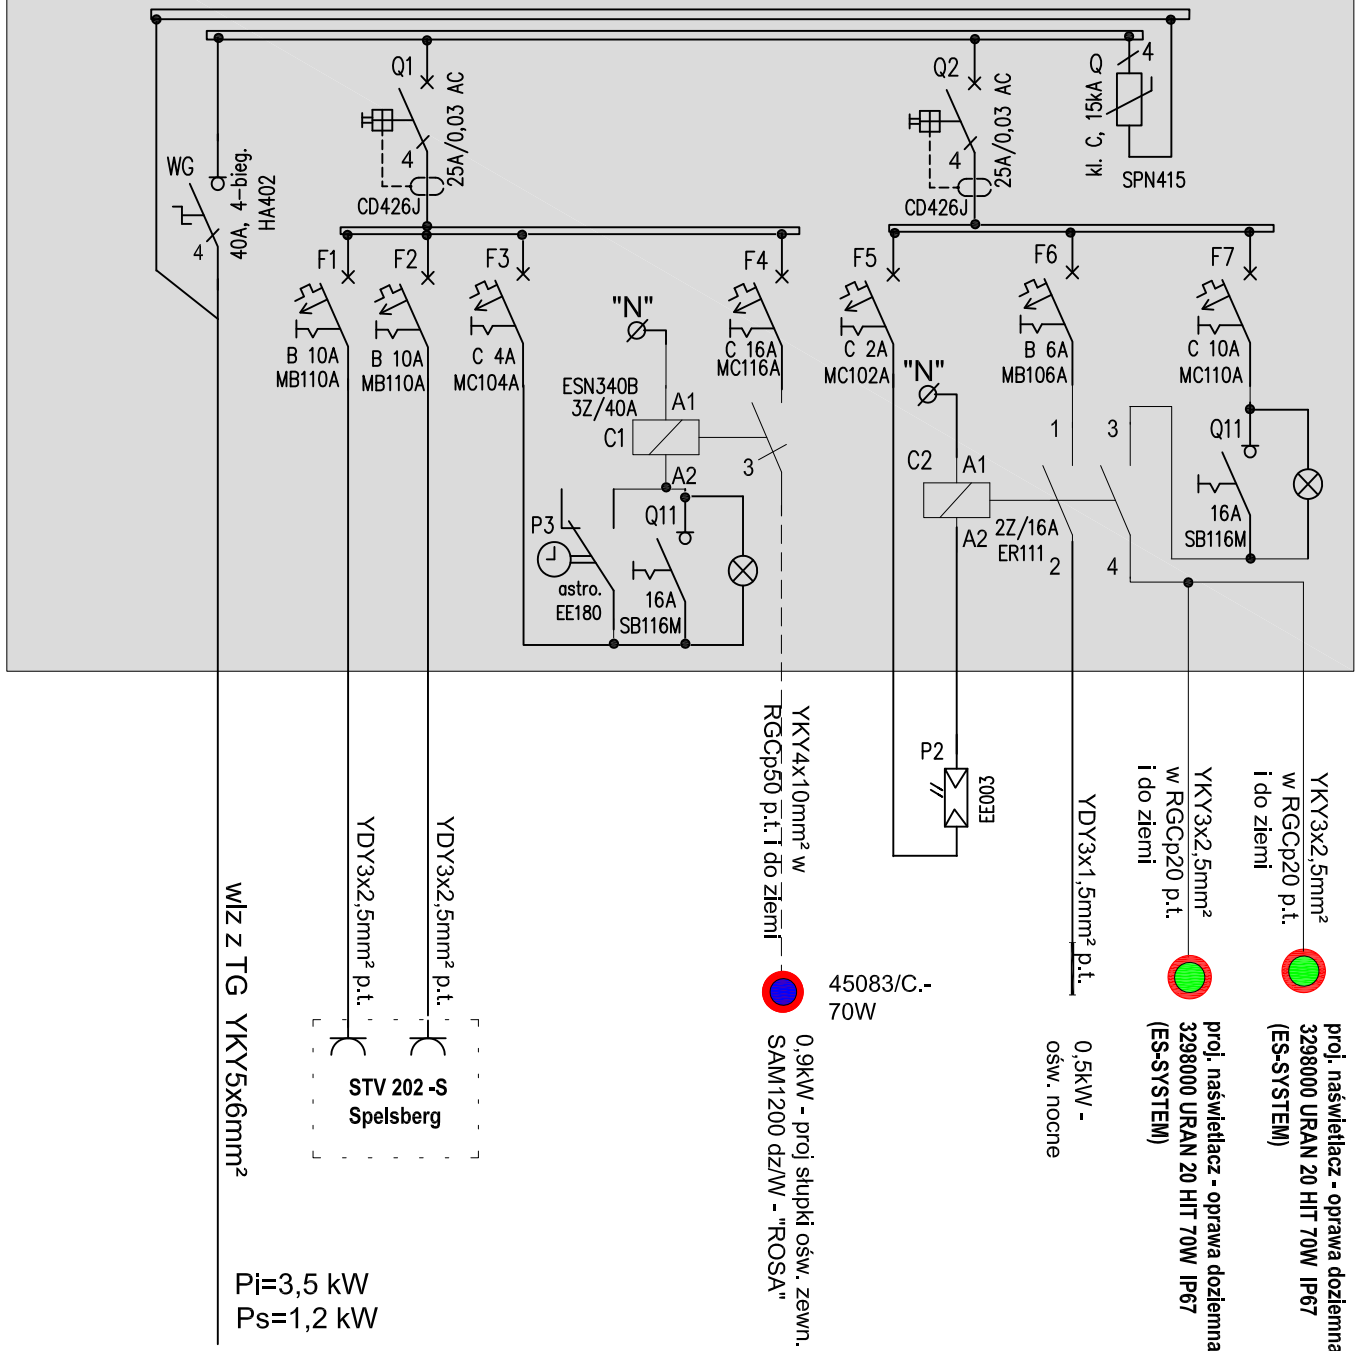 Q1
25A/0,03 AC
4
CD426J
Q2
25A/0,03 AC
4
CD426J
Q
4
kl. C, 15kA
SPN415
WG
40A, 4-bieg.
HA402
4
F1
B 10A
MB110A
F2
B 10A
MB110A
F3
C 4A
MC104A
"N"
ESN340B
3Z/40A
A1
C1
A2
F4
C 16A
MC116A
3
P3
astro.
EE180
Q11
16A
SB116M
F5
C 2A
MC102A
"N"
C2
A1
A2
2Z/16A
ER111
F6
B 6A
MB106A
1
2
3
4
F7
C 10A
MC110A
Q11
16A
SB116M
P2
EE003
wlz z TG YKY5x6mm²
YDY3x2,5mm² p.t.
YDY3x2,5mm² p.t.
STV 202 -S
Spelsberg
YKY4x10mm² w
RGCp50 p.t. i do ziemi
45083/C.-
70W
0,9kW - proj słupki ośw. zewn.
SAM1200 dz/W - "ROSA"
YDY3x1,5mm² p.t.
0,5kW -
ośw. nocne
YKY3x2,5mm²
w RGCp20 p.t.
i do ziemi
proj. naświetlacz - oprawa doziemna
3298000 URAN 20 HIT 70W IP67
(ES-SYSTEM)
YKY3x2,5mm²
w RGCp20 p.t.
i do ziemi
proj. naświetlacz - oprawa doziemna
3298000 URAN 20 HIT 70W IP67
(ES-SYSTEM)
Pi=3,5 kW
Ps=1,2 kW